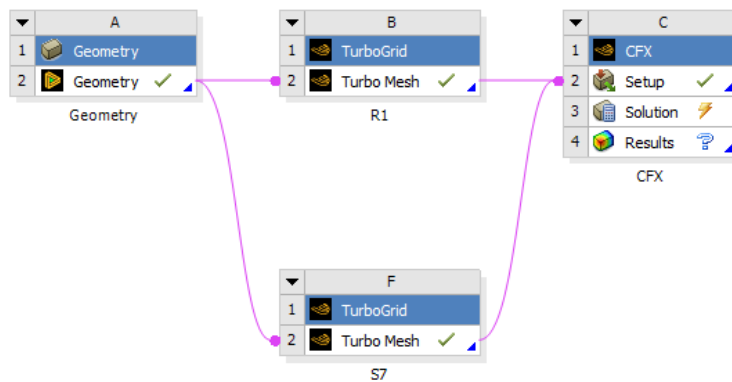 A
1 Geometry
2 Geometry
Geometry
B
1 TurboGrid
2 Turbo Mesh
R1
C
1 CFX
2 Setup
3 Solution
4 Results
CFX
F
1 TurboGrid
2 Turbo Mesh
S7